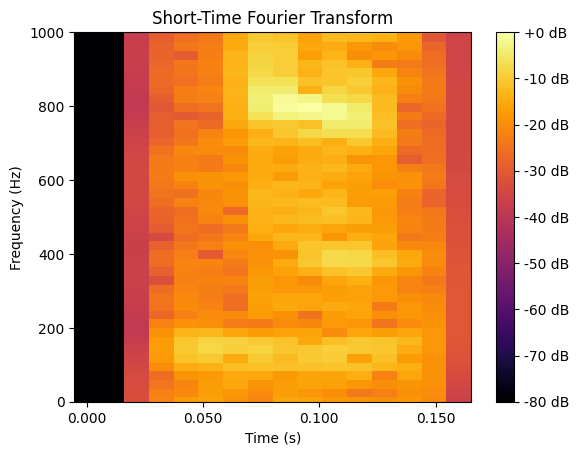 Short-Time Fourier Transform
1000
800
600
400
200
0
Frequency (Hz)
0.000
0.050
0.100
0.150
Time (s)
+0 dB
-10 dB
-20 dB
-30 dB
-40 dB
-50 dB
-60 dB
-70 dB
-80 dB